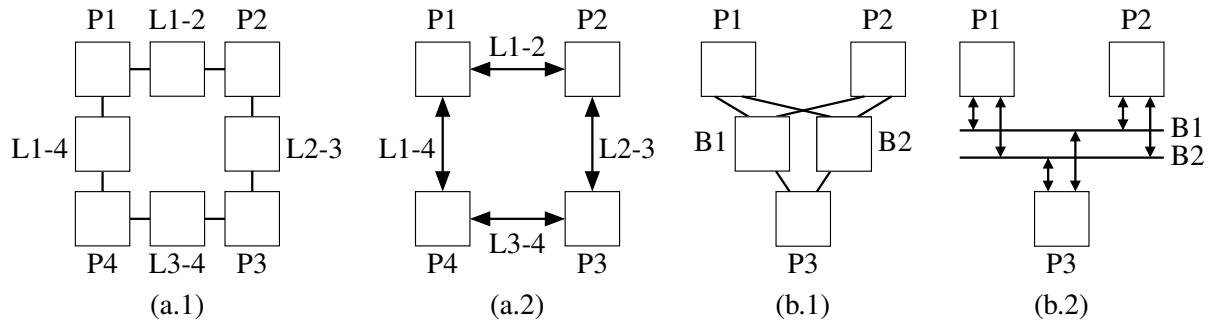 P1 L1-2 P2
L1-4 L2-3
P4 L3-4 P3
(a.1)
P1 P2
L1-2
L1-4 L2-3
L3-4
P4 P3
(a.2)
P1 P2
B1 B2
P3
(b.1)
P1 P2
B1
B2
P3
(b.2)